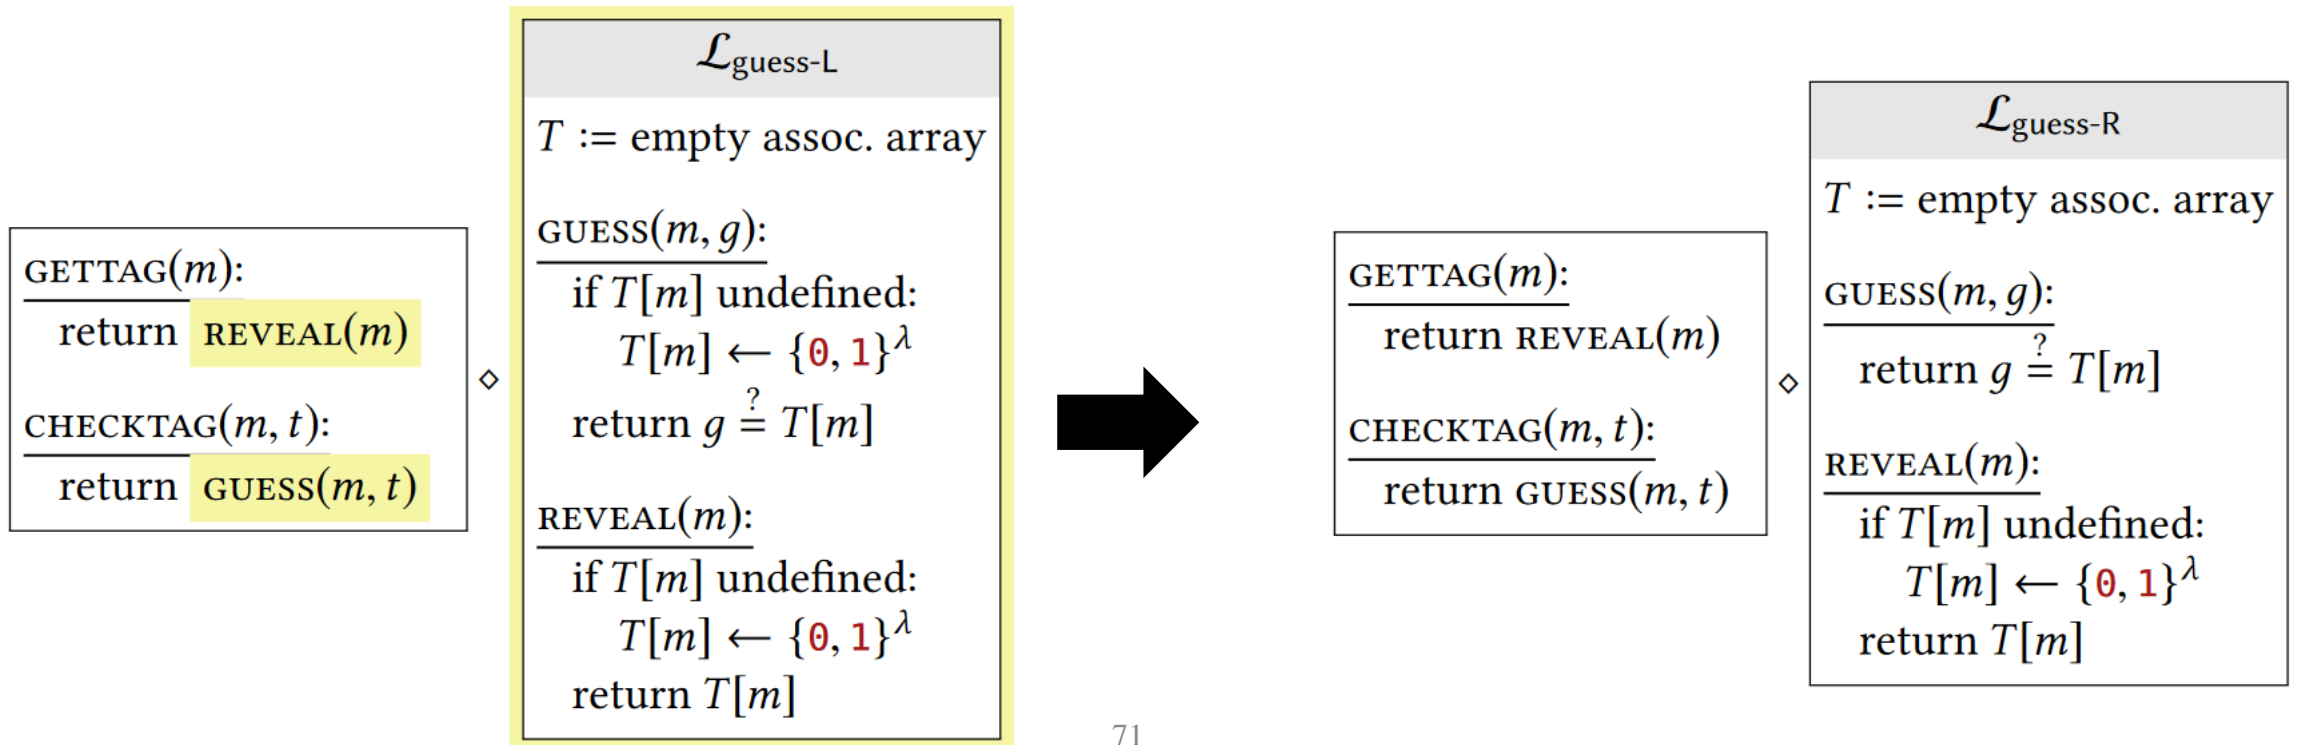 GETTAG(m):
return REVEAL(m)
CHECKTAG(m, t):
return GUESS(m, t)
⋄
ℒguess-L
T := empty assoc. array
GUESS(m, g):
if T[m] undefined:
T[m] ← {0, 1}^λ
return g ≟ T[m]
REVEAL(m):
if T[m] undefined:
T[m] ← {0, 1}^λ
return T[m]
GETTAG(m):
return REVEAL(m)
CHECKTAG(m, t):
return GUESS(m, t)
⋄
ℒguess-R
T := empty assoc. array
GUESS(m, g):
return g ≟ T[m]
REVEAL(m):
if T[m] undefined:
T[m] ← {0, 1}^λ
return T[m]
71